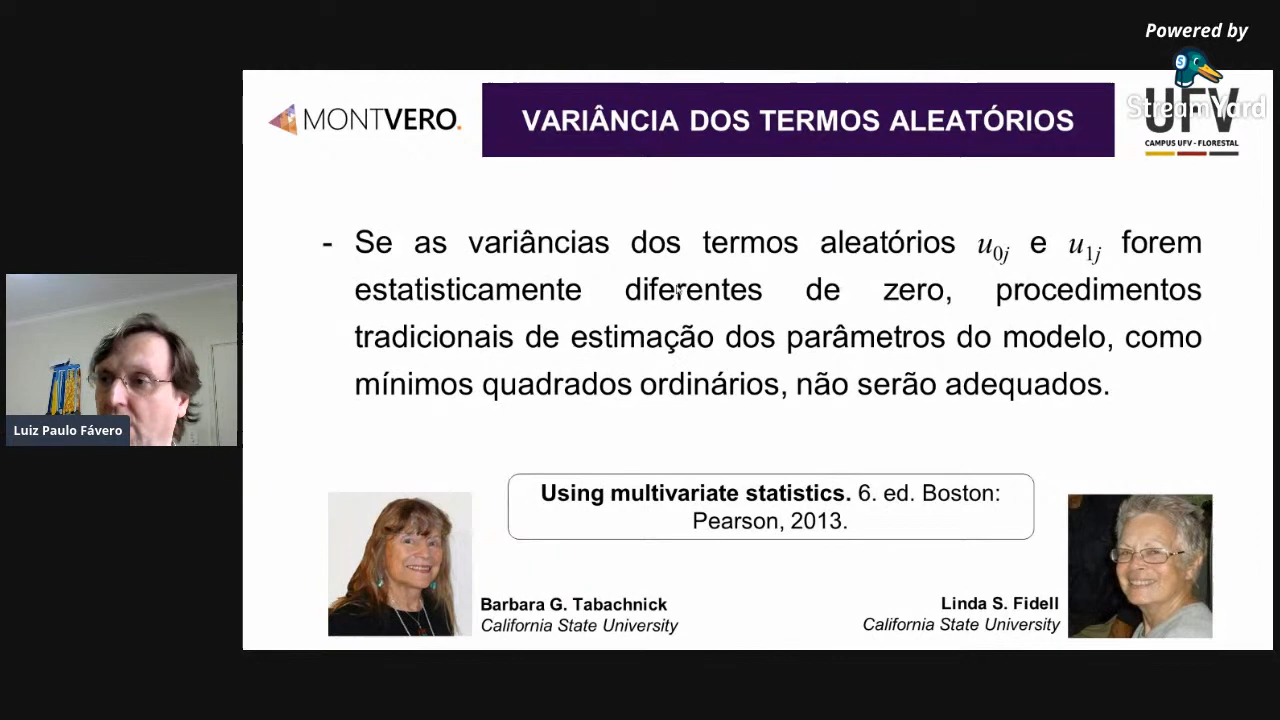 Powered by
StreamYard
MONTVERO.
VARIÂNCIA DOS TERMOS ALEATÓRIOS
UFV
CAMPUS UFV - FLORESTAL
- Se as variâncias dos termos aleatórios u0j e u1j forem
estatisticamente diferentes de zero, procedimentos
tradicionais de estimação dos parâmetros do modelo, como
mínimos quadrados ordinários, não serão adequados.
Luiz Paulo Fávero
Using multivariate statistics. 6. ed. Boston:
Pearson, 2013.
Barbara G. Tabachnick
California State University
Linda S. Fidell
California State University